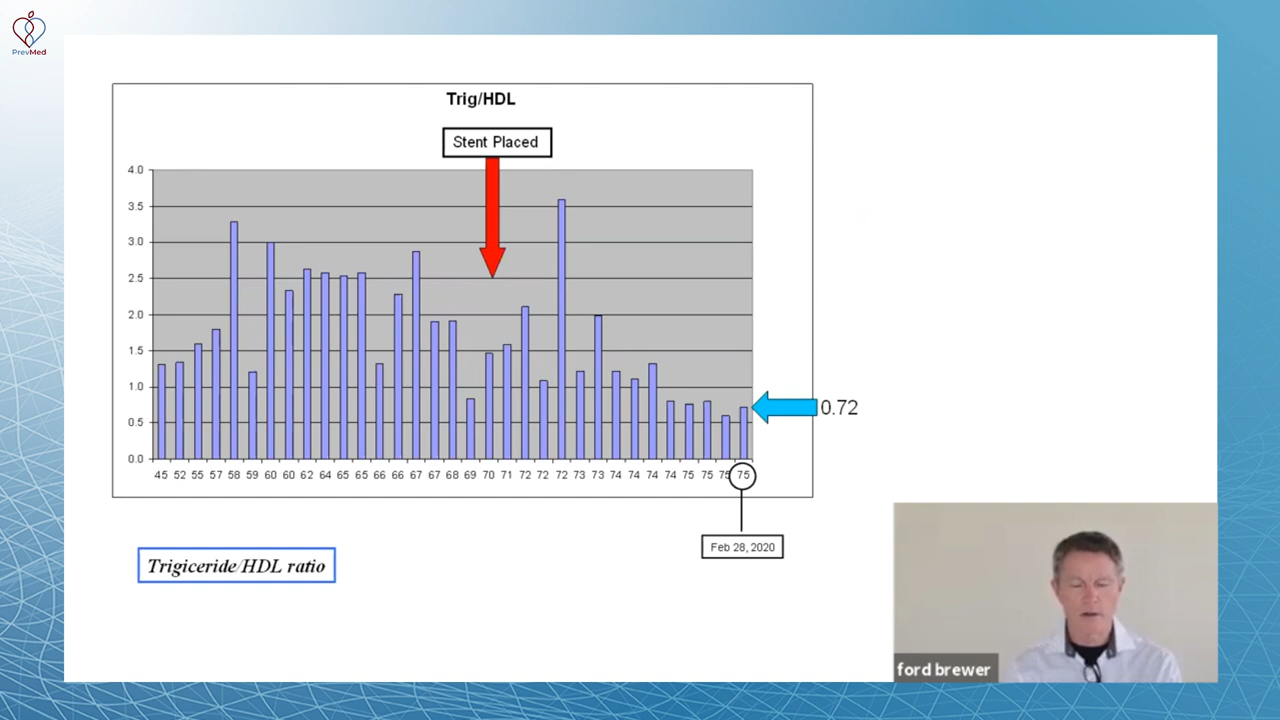 PrevMed
Trig/HDL
Stent Placed
4.0
3.5
3.0
2.5
2.0
1.5
1.0
0.5
0.0
0.72
45 52 55 57 58 59 60 60 62 64 65 65 66 66 67 67 68 69 70 71 72 72 72 73 73 74 74 74 74 75 75 75 75
Feb 28, 2020
Trigiceride/HDL ratio
ford brewer